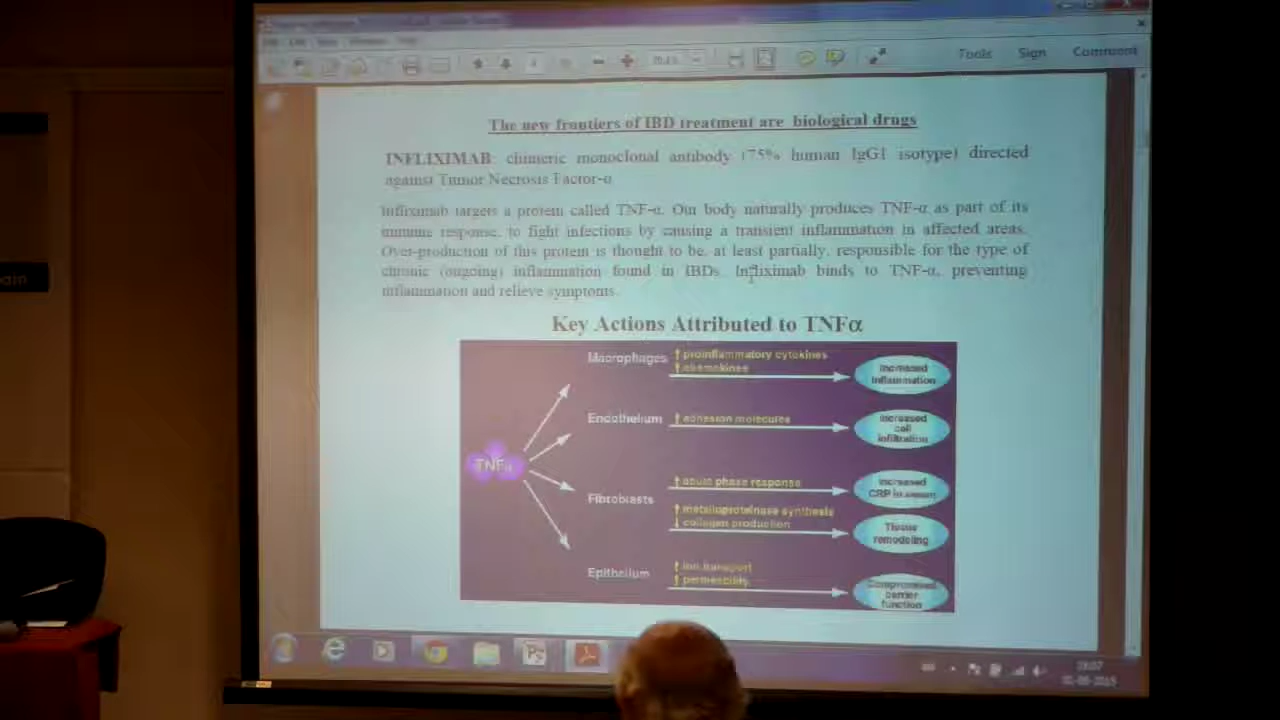 Tools Sign Comment
The new frontiers of IBD treatment are biological drugs
INFLIXIMAB: chimeric monoclonal antibody (75% human IgG1 isotype) directed
against Tumor Necrosis Factor-α
Infliximab targets a protein called TNF-α. Our body naturally produces TNF-α as part of its
immune response, to fight infections by causing a transient inflammation in affected areas.
Over-production of this protein is thought to be, at least partially, responsible for the type of
chronic (ongoing) inflammation found in IBDs. Infliximab binds to TNF-α, preventing
inflammation and relieve symptoms.
Key Actions Attributed to TNFα
TNFα
Macrophages
↑ proinflammatory cytokines
↑ chemokines
Increased
inflammation
Endothelium
↑ adhesion molecules
Increased
cell
infiltration
Fibroblasts
↑ acute phase response
Increased
CRP in serum
↑ metalloproteinase synthesis
↓ collagen production
Tissue
remodeling
Epithelium
↑ ion transport
↑ permeability
Compromised
barrier
function